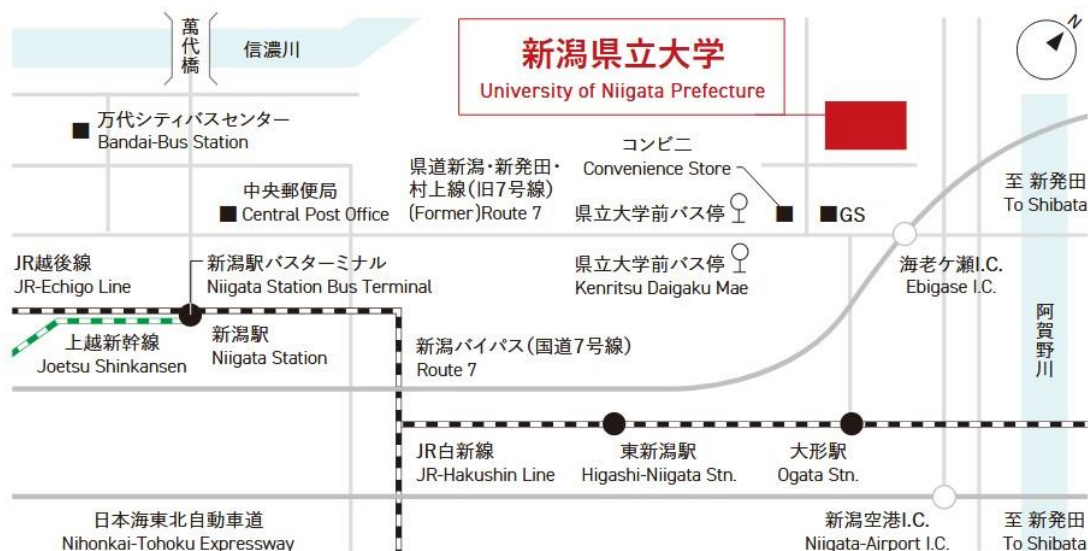 萬代橋
信濃川
新潟県立大学
University of Niigata Prefecture
N
万代シティバスセンター
Bandai-Bus Station
中央郵便局
Central Post Office
県道新潟・新発田・
村上線(旧7号線)
(Former)Route 7
コンビニ
Convenience Store
県立大学前バス停
GS
至 新発田
To Shibata
県立大学前バス停
Kenritsu Daigaku Mae
海老ケ瀬I.C.
Ebigase I.C.
JR越後線
JR-Echigo Line
新潟駅バスターミナル
Niigata Station Bus Terminal
上越新幹線
Joetsu Shinkansen
新潟駅
Niigata Station
新潟バイパス(国道7号線)
Route 7
阿賀野川
JR白新線
JR-Hakushin Line
東新潟駅
Higashi-Niigata Stn.
大形駅
Ogata Stn.
日本海東北自動車道
Nihonkai-Tohoku Expressway
新潟空港I.C.
Niigata-Airport I.C.
至 新発田
To Shibata